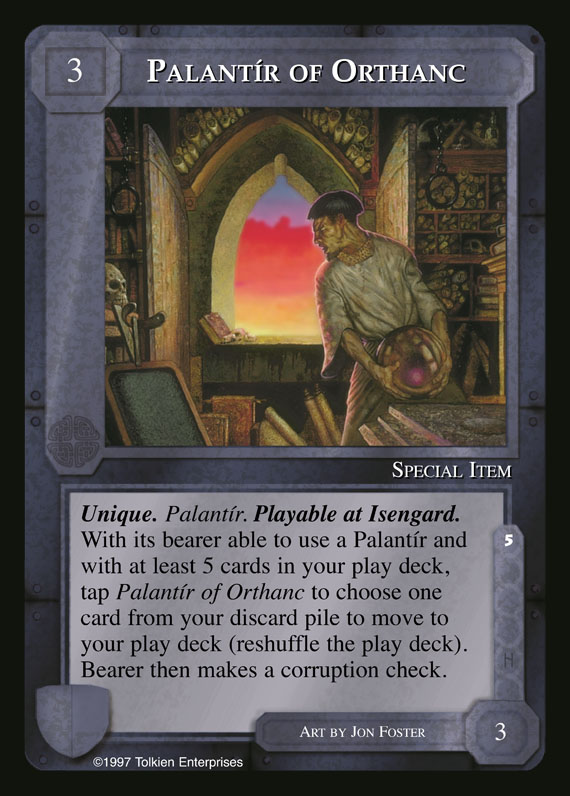 3
PALANTÍR OF ORTHANC
SPECIAL ITEM
Unique. Palantír. Playable at Isengard.
With its bearer able to use a Palantír and
with at least 5 cards in your play deck,
tap Palantír of Orthanc to choose one
card from your discard pile to move to
your play deck (reshuffle the play deck).
Bearer then makes a corruption check.
5
H
ART BY JON FOSTER
3
©1997 Tolkien Enterprises